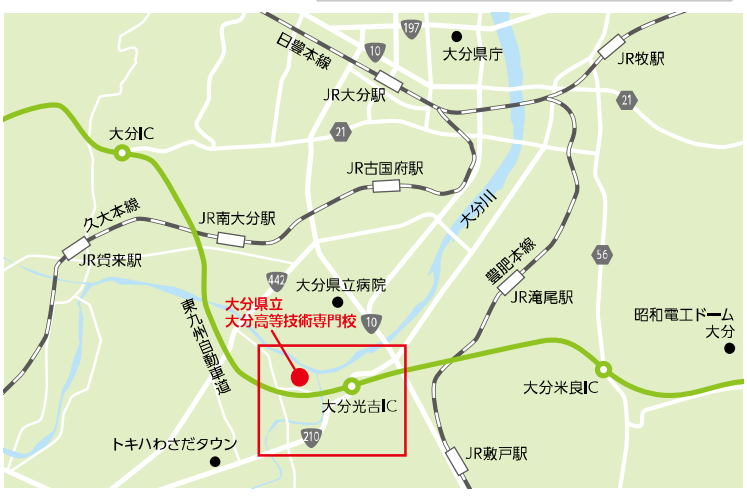 197
10
日豊本線
大分県庁
JR牧駅
JR大分駅
21
21
大分IC
JR古国府駅
久大本線
JR南大分駅
大分川
JR賀来駅
豊肥本線
56
442
大分県立病院
JR滝尾駅
大分県立
大分高等技術専門校
10
昭和電工ドーム
大分
東九州自動車道
大分光吉IC
大分米良IC
210
トキハわさだタウン
JR敷戸駅